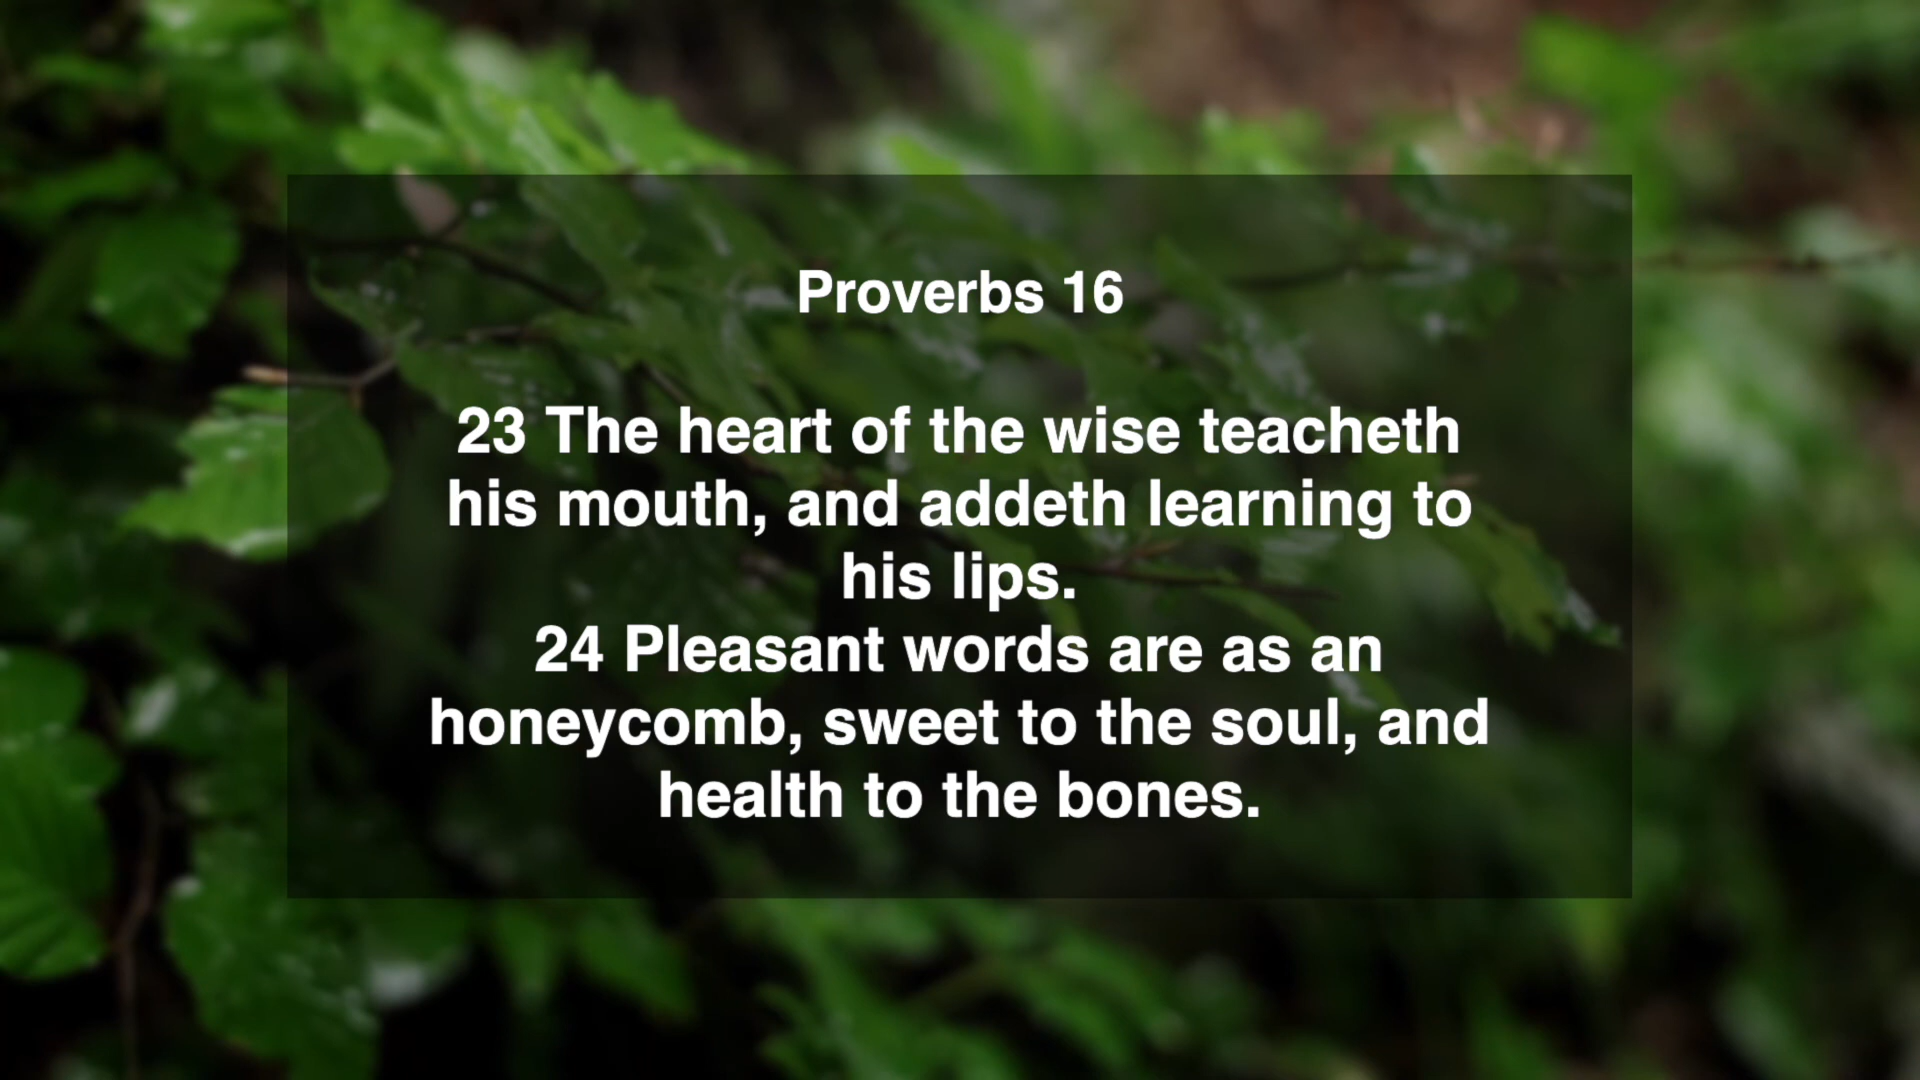 Proverbs 16
23 The heart of the wise teacheth
his mouth, and addeth learning to
his lips.
24 Pleasant words are as an
honeycomb, sweet to the soul, and
health to the bones.